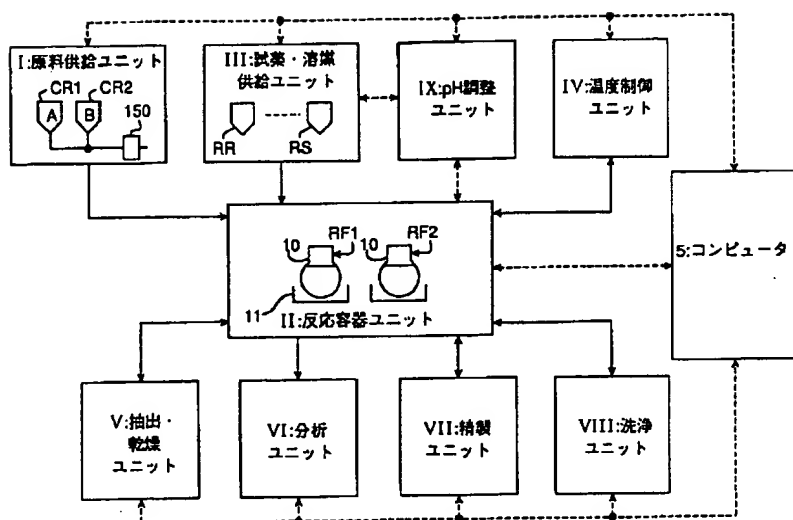 I:原料供給ユニット
CR1
CR2
150
A
B
III:試薬・溶媒
供給ユニット
RR
RS
IX:pH調整
ユニット
IV:温度制御
ユニット
5:コンピュータ
10
RF1
10
RF2
11
II:反応容器ユニット
V:抽出・
乾燥
ユニット
VI:分析
ユニット
VII:精製
ユニット
VIII:洗浄
ユニット